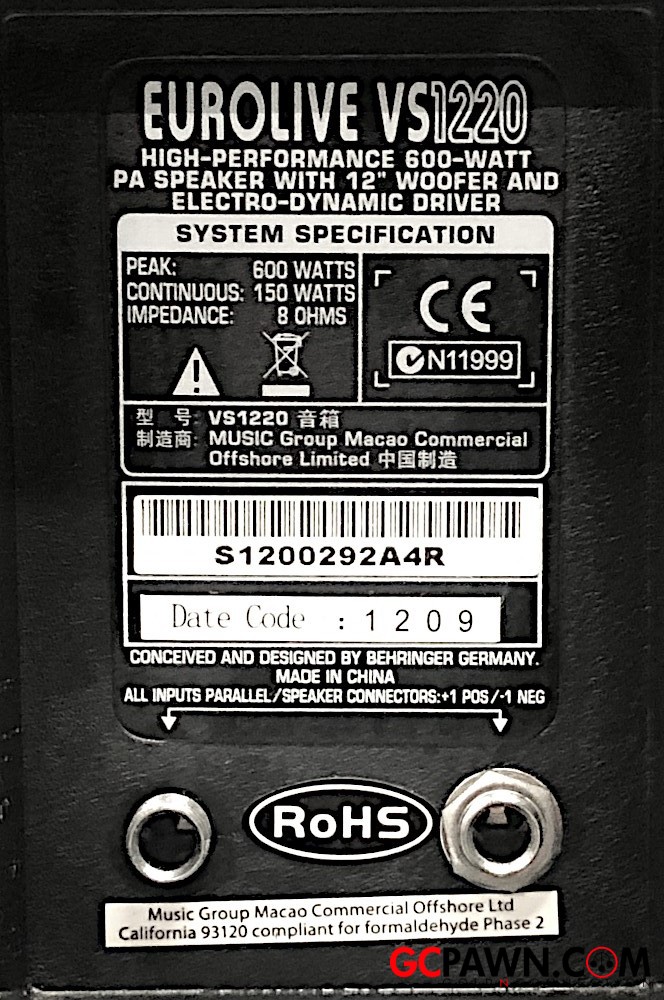 EUROLIVE VS1220
HIGH-PERFORMANCE 600-WATT
PA SPEAKER WITH 12" WOOFER AND
ELECTRO-DYNAMIC DRIVER
SYSTEM SPECIFICATION
PEAK: 600 WATTS
CONTINUOUS: 150 WATTS
IMPEDANCE: 8 OHMS
CE
N11999
型 号: VS1220 音箱
制造商: MUSIC Group Macao Commercial
Offshore Limited 中国制造
S1200292A4R
Date Code : 1209
CONCEIVED AND DESIGNED BY BEHRINGER GERMANY.
MADE IN CHINA
ALL INPUTS PARALLEL/SPEAKER CONNECTORS:+1 POS/-1 NEG
RoHS
Music Group Macao Commercial Offshore Ltd
California 93120 compliant for formaldehyde Phase 2
GCPAWN.COM